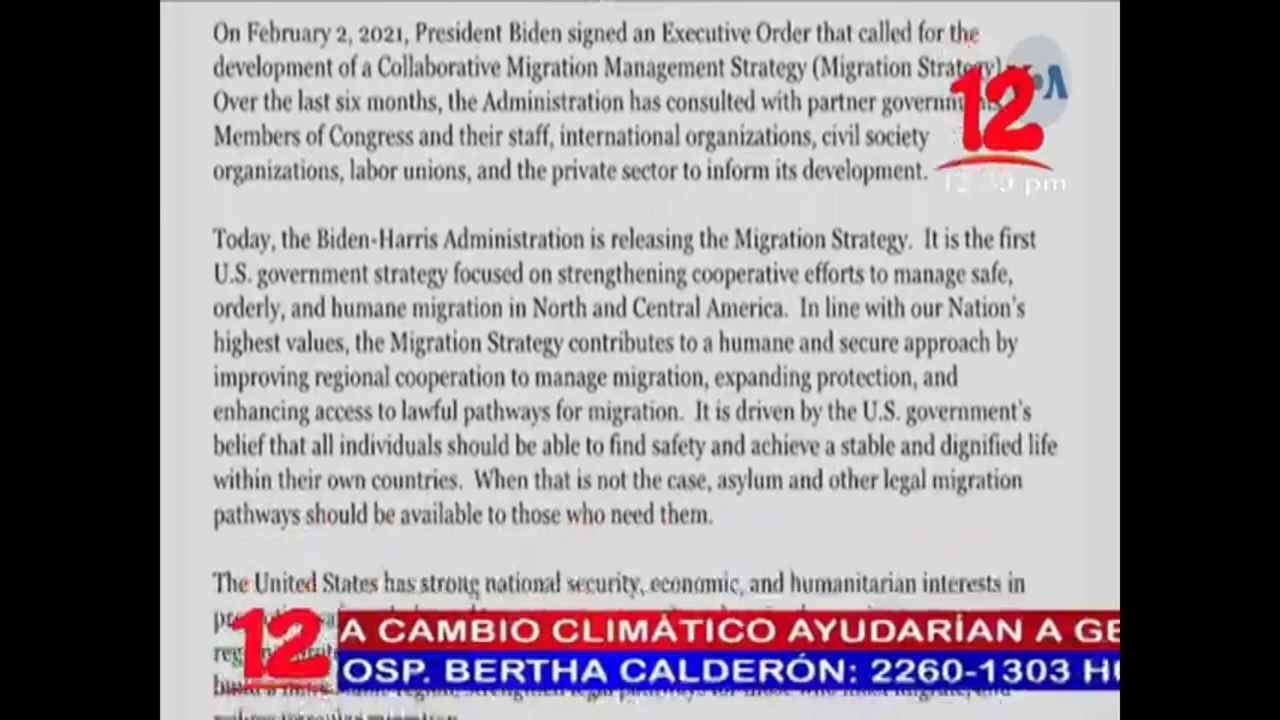 On February 2, 2021, President Biden signed an Executive Order that called for the
development of a Collaborative Migration Management Strategy (Migration Strategy)
Over the last six months, the Administration has consulted with partner
12
Members of Congress and their staff, international organizations, civil society
organizations, labor unions, and the private sector to inform its development.
pm
Today, the Biden-Harris Administration is releasing the Migration Strategy. It is the first
U.S. government strategy focused on strengthening cooperative efforts to manage safe,
orderly, and humane migration in North and Central America. In line with our Nation's
highest values, the Migration Strategy contributes to a humane and secure approach by
improving regional cooperation to manage migration, expanding protection, and
enhancing access to lawful pathways for migration. It is driven by the U.S. government's
belief that all individuals should be able to find safety and achieve a stable and dignified life
within their own countries. When that is not the case, asylum and other legal migration
pathways should be available to those who need them.
The United States has strong national security, economic, and humanitarian interests in
12
A CAMBIO CLIMÁTICO AYUDARÍAN A GE
OSP. BERTHA CALDERÓN: 2260-1303 H